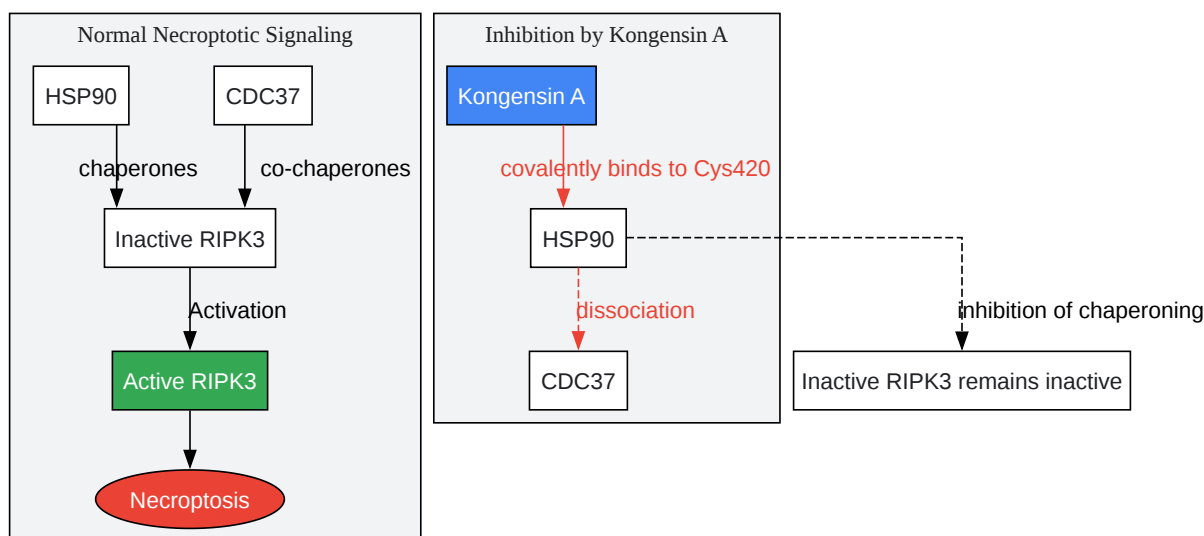 Normal Necroptotic Signaling
HSP90
CDC37
chaperones
co-chaperones
Inactive RIPK3
Activation
Active RIPK3
Necroptosis
Inhibition by Kongensin A
Kongensin A
covalently binds to Cys420
HSP90
dissociation
inhibition of chaperoning
CDC37
Inactive RIPK3 remains inactive